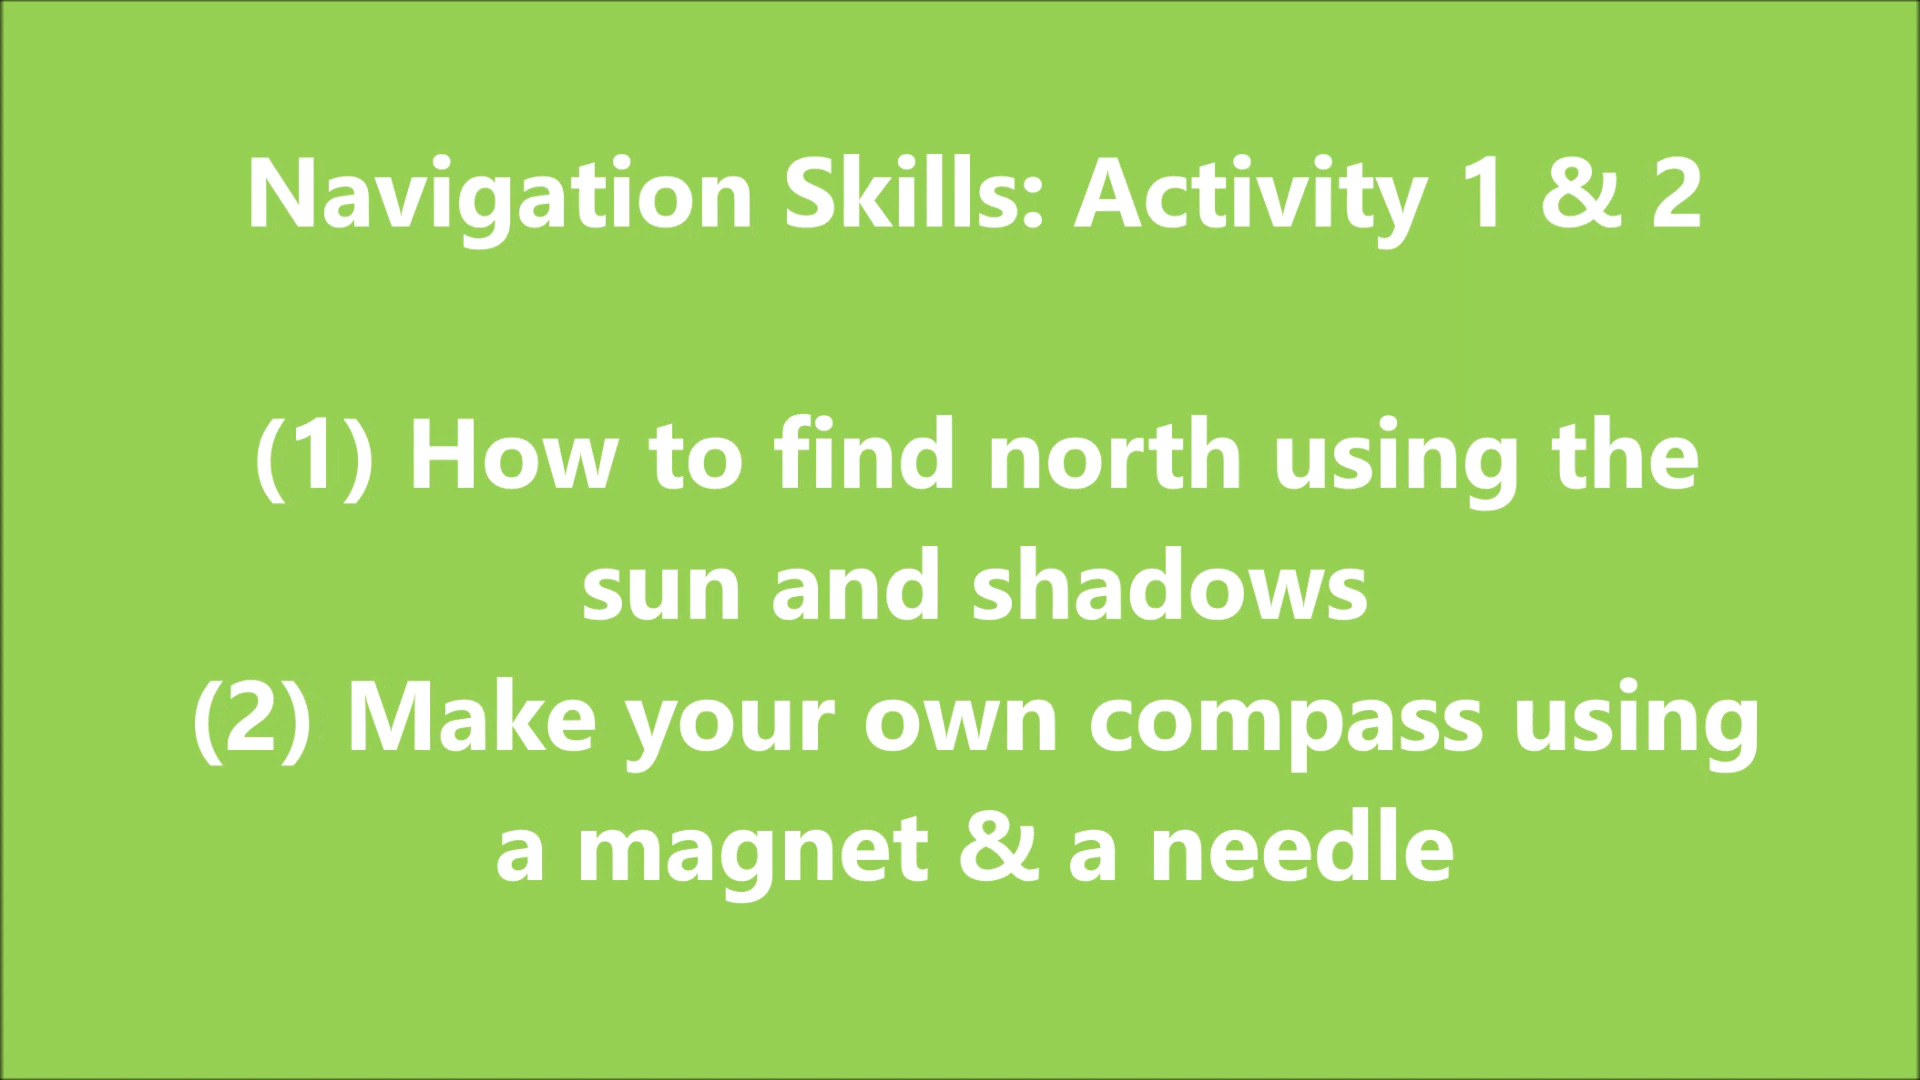 Navigation Skills: Activity 1 & 2
(1) How to find north using the
sun and shadows
(2) Make your own compass using
a magnet & a needle